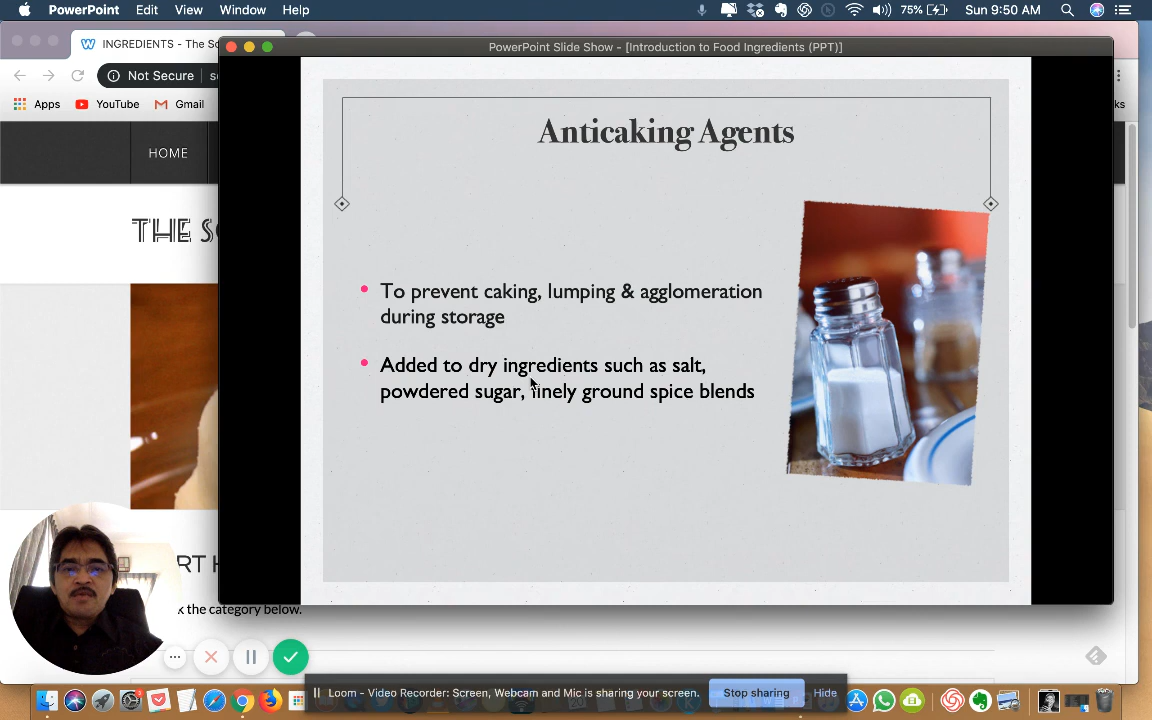 PowerPoint Edit View Window Help
75% Sun 9:50 AM
INGREDIENTS - The
PowerPoint Slide Show - [Introduction to Food Ingredients (PPT)]
Not Secure
Apps YouTube Gmail
HOME
THE
Anticaking Agents
• To prevent caking, lumping & agglomeration
during storage
• Added to dry ingredients such as salt,
powdered sugar, finely ground spice blends
k the category below.
Loom - Video Recorder: Screen, Webcam and Mic is sharing your screen. Stop sharing Hide